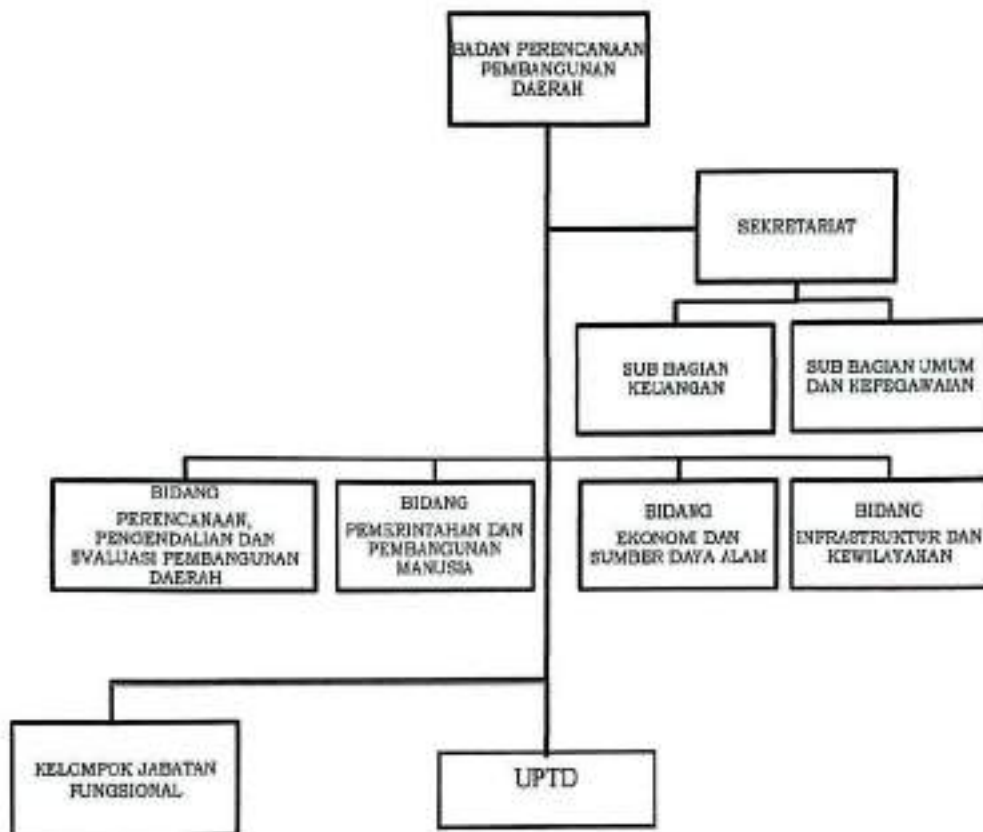 BADAN PERENCANAAN
PEMBANGUNAN
DAERAH
SEKRETARIAT
SUB BAGIAN
KEUANGAN
SUB BAGIAN UMUM
DAN KEPEGAWAIAN
BIDANG
PERENCANAAN,
PENGENDALIAN DAN
EVALUASI PEMBANGUNAN
DAERAH
BIDANG
PEMERINTAHAN DAN
PEMBANGUNAN
MANUSIA
BIDANG
EKONOMI DAN
SUMBER DAYA ALAM
BIDANG
INFRASTRUKTUR DAN
KEWILAYAHAN
KELOMPOK JABATAN
FUNGSIONAL
UPTD